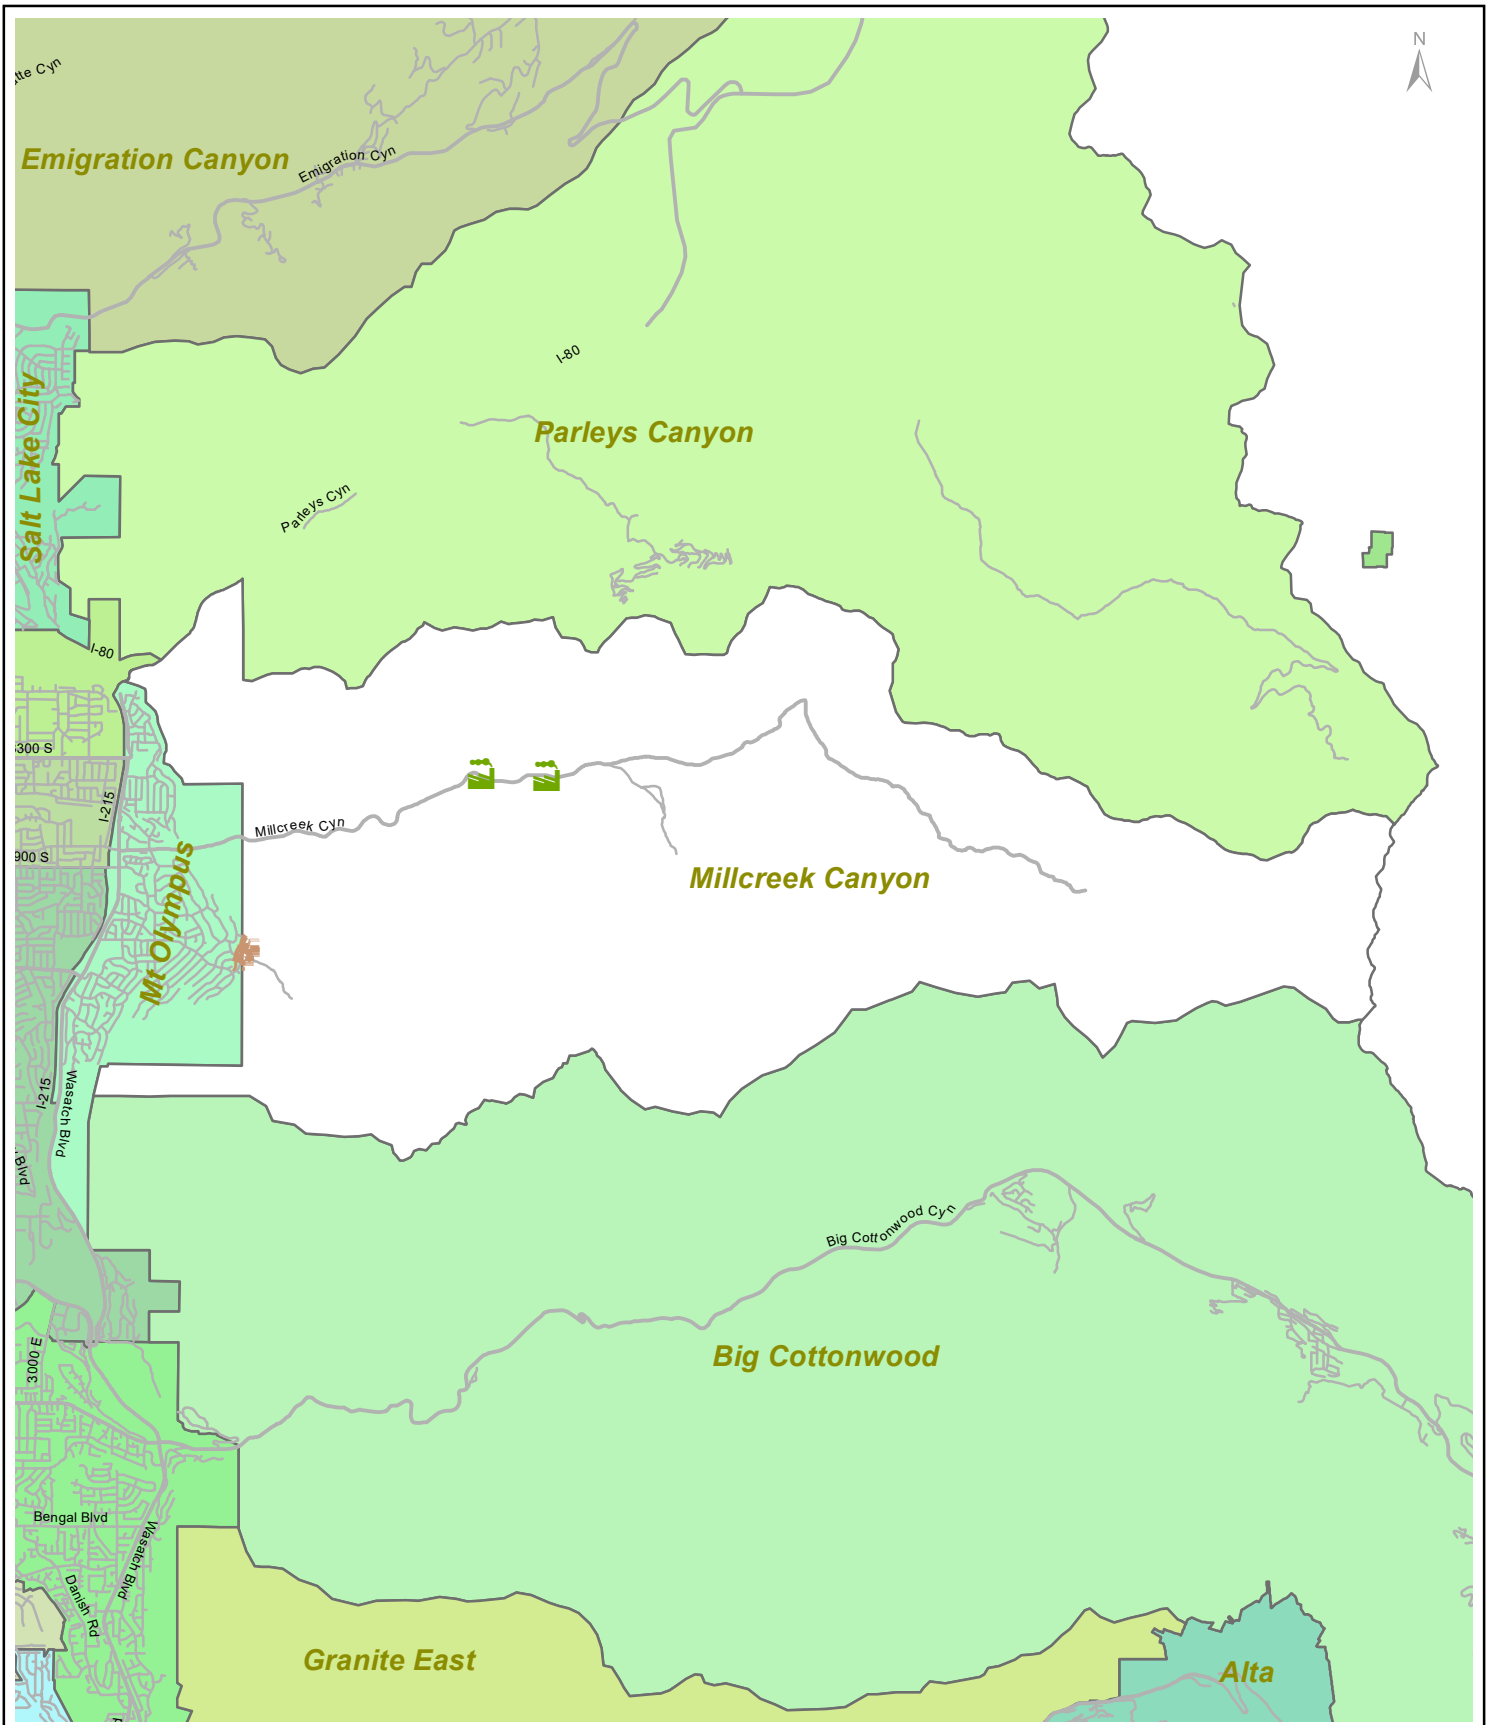 N
Emigration Canyon
Emigration Cyn
I-80
Salt Lake City
Parleys Canyon
Parleys Cyn
I-80
I-215
Millcreek Cyn
Mt Olympus
Millcreek Canyon
I-215
Wasatch Blvd
Blvd
Big Cottonwood Cyn
3000 E
Big Cottonwood
Bengal Blvd
Wasatch Blvd
Danish Rd
Granite East
Alta